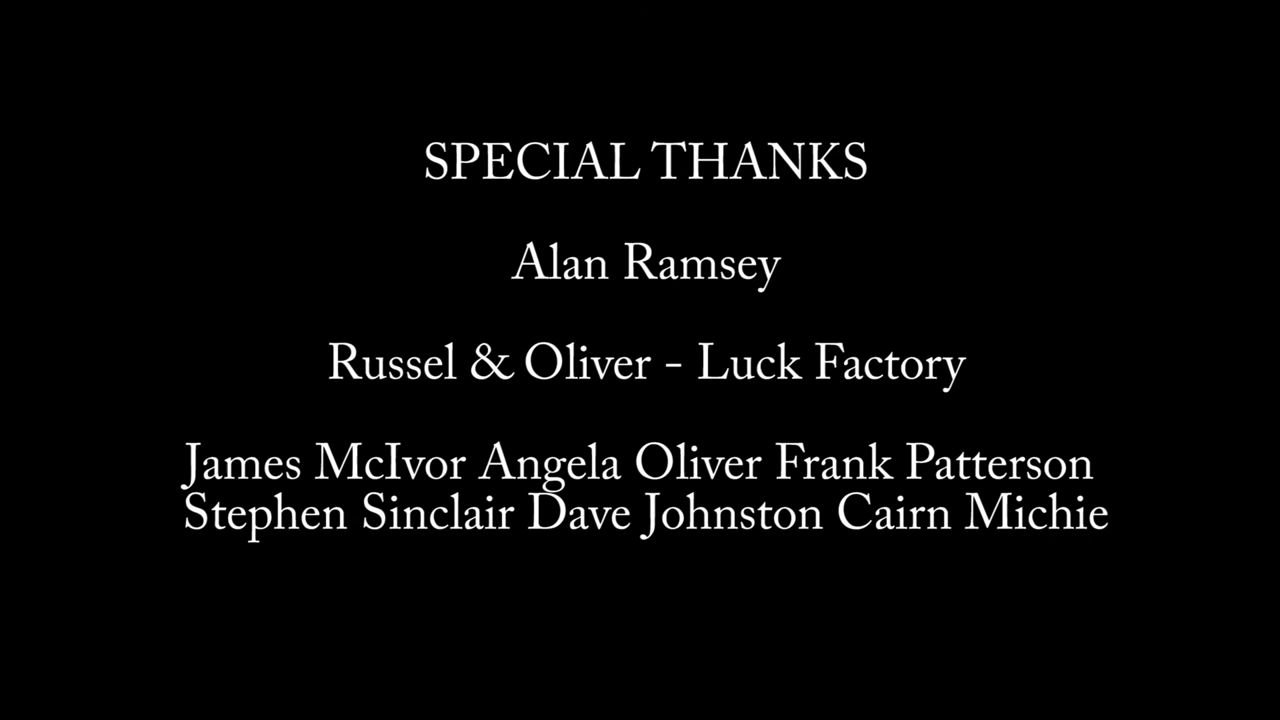 SPECIAL THANKS
Alan Ramsey
Russel & Oliver - Luck Factory
James McIvor Angela Oliver Frank Patterson
Stephen Sinclair Dave Johnston Cairn Michie